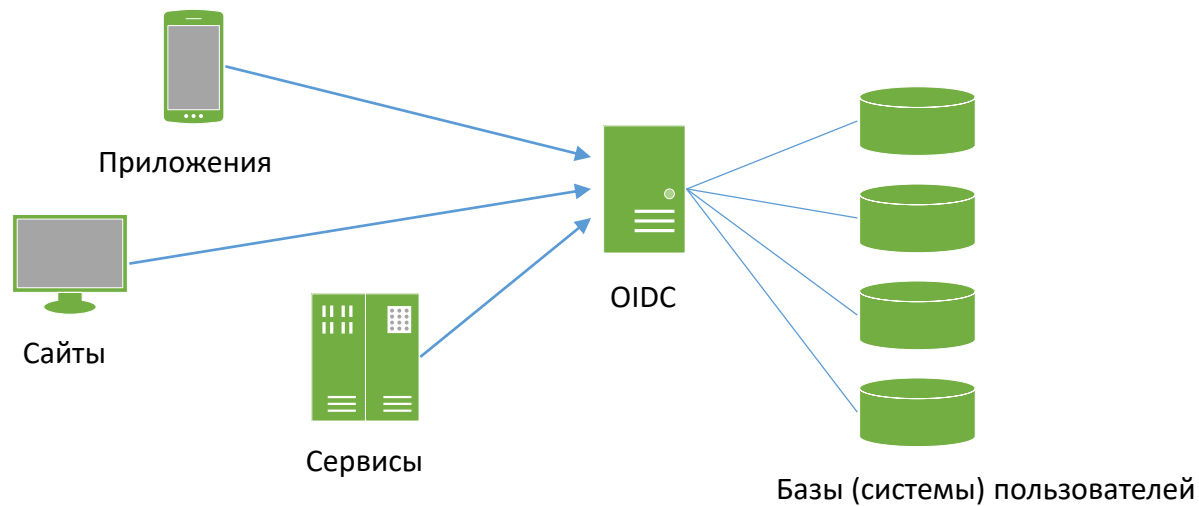 Приложения
Сайты
Сервисы
OIDC
Базы (системы) пользователей